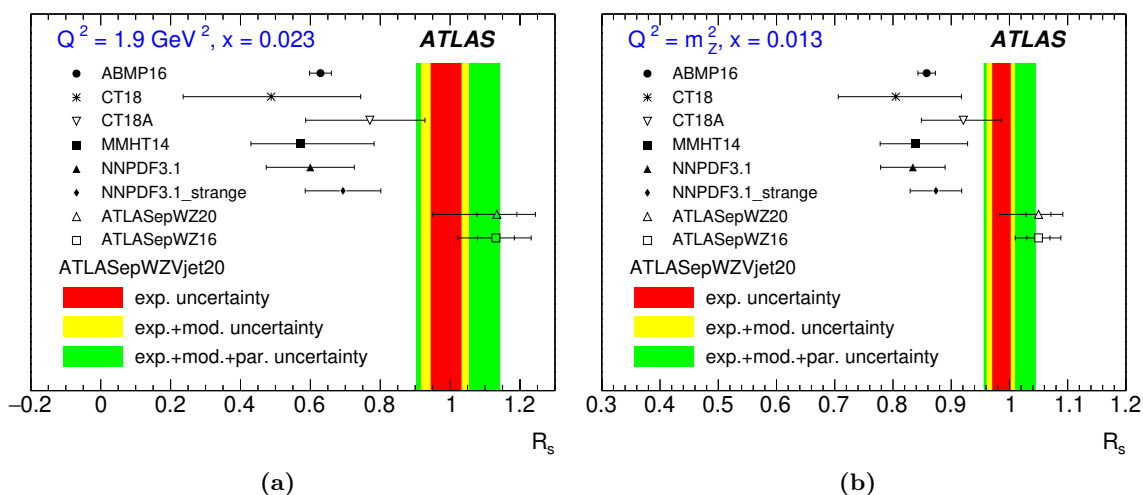 Q² = 1.9 GeV², x = 0.023
ATLAS
ABMP16
CT18
CT18A
MMHT14
NNPDF3.1
NNPDF3.1_strange
ATLASepWZ20
ATLASepWZ16
ATLASepWZVjet20
exp. uncertainty
exp.+mod. uncertainty
exp.+mod.+par. uncertainty
−0.2 0 0.2 0.4 0.6 0.8 1 1.2
R_s
(a)
Q² = m_Z², x = 0.013
ATLAS
ABMP16
CT18
CT18A
MMHT14
NNPDF3.1
NNPDF3.1_strange
ATLASepWZ20
ATLASepWZ16
ATLASepWZVjet20
exp. uncertainty
exp.+mod. uncertainty
exp.+mod.+par. uncertainty
0.3 0.4 0.5 0.6 0.7 0.8 0.9 1 1.1 1.2
R_s
(b)